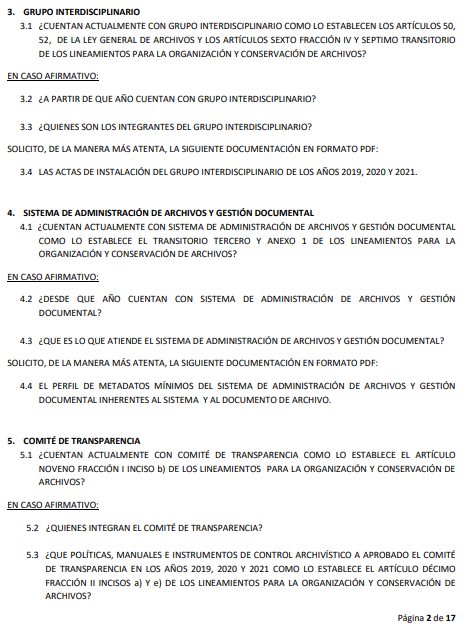 3. GRUPO INTERDISCIPLINARIO
3.1 ¿CUENTAN ACTUALMENTE CON GRUPO INTERDISCIPLINARIO COMO LO ESTABLECEN LOS ARTÍCULOS 50,
52, DE LA LEY GENERAL DE ARCHIVOS Y LOS ARTÍCULOS SEXTO FRACCIÓN IV Y SEPTIMO TRANSITORIO
DE LOS LINEAMIENTOS PARA LA ORGANIZACIÓN Y CONSERVACIÓN DE ARCHIVOS?
EN CASO AFIRMATIVO:
3.2 ¿A PARTIR DE QUE AÑO CUENTAN CON GRUPO INTERDISCIPLINARIO?
3.3 ¿QUIENES SON LOS INTEGRANTES DEL GRUPO INTERDISCIPLINARIO?
SOLICITO, DE LA MANERA MÁS ATENTA, LA SIGUIENTE DOCUMENTACIÓN EN FORMATO PDF:
3.4 LAS ACTAS DE INSTALACIÓN DEL GRUPO INTERDISCIPLINARIO DE LOS AÑOS 2019, 2020 Y 2021.
4. SISTEMA DE ADMINISTRACIÓN DE ARCHIVOS Y GESTIÓN DOCUMENTAL
4.1 ¿CUENTAN ACTUALMENTE CON SISTEMA DE ADMINISTRACIÓN DE ARCHIVOS Y GESTIÓN DOCUMENTAL
COMO LO ESTABLECE EL TRANSITORIO TERCERO Y ANEXO 1 DE LOS LINEAMIENTOS PARA LA
ORGANIZACIÓN Y CONSERVACIÓN DE ARCHIVOS?
EN CASO AFIRMATIVO:
4.2 ¿DESDE QUE AÑO CUENTAN CON SISTEMA DE ADMINISTRACIÓN DE ARCHIVOS Y GESTIÓN
DOCUMENTAL?
4.3 ¿QUE ES LO QUE ATIENDE EL SISTEMA DE ADMINISTRACIÓN DE ARCHIVOS Y GESTIÓN DOCUMENTAL?
SOLICITO, DE LA MANERA MÁS ATENTA, LA SIGUIENTE DOCUMENTACIÓN EN FORMATO PDF:
4.4 EL PERFIL DE METADATOS MÍNIMOS DEL SISTEMA DE ADMINISTRACIÓN DE ARCHIVOS Y GESTIÓN
DOCUMENTAL INHERENTES AL SISTEMA Y AL DOCUMENTO DE ARCHIVO.
5. COMITÉ DE TRANSPARENCIA
5.1 ¿CUENTAN ACTUALMENTE CON COMITÉ DE TRANSPARENCIA COMO LO ESTABLECE EL ARTÍCULO
NOVENO FRACCIÓN I INCISO b) DE LOS LINEAMIENTOS PARA LA ORGANIZACIÓN Y CONSERVACIÓN DE
ARCHIVOS?
EN CASO AFIRMATIVO:
5.2 ¿QUIENES INTEGRAN EL COMITÉ DE TRANSPARENCIA?
5.3 ¿QUE POLÍTICAS, MANUALES E INSTRUMENTOS DE CONTROL ARCHIVÍSTICO A APROBADO EL COMITÉ
DE TRANSPARENCIA EN LOS AÑOS 2019, 2020 Y 2021 COMO LO ESTABLECE EL ARTÍCULO DÉCIMO
FRACCIÓN II INCISOS a) Y e) DE LOS LINEAMIENTOS PARA LA ORGANIZACIÓN Y CONSERVACIÓN DE
ARCHIVOS?
Página 2 de 17